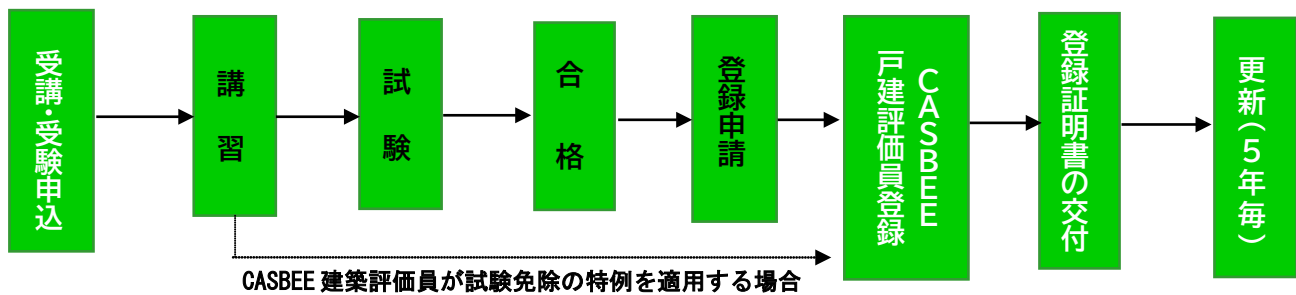 受講・受験申込
講習
試験
合格
登録申請
CASBEE
戸建評価員登録
登録証明書の交付
更新(5年毎)
CASBEE 建築評価員が試験免除の特例を適用する場合